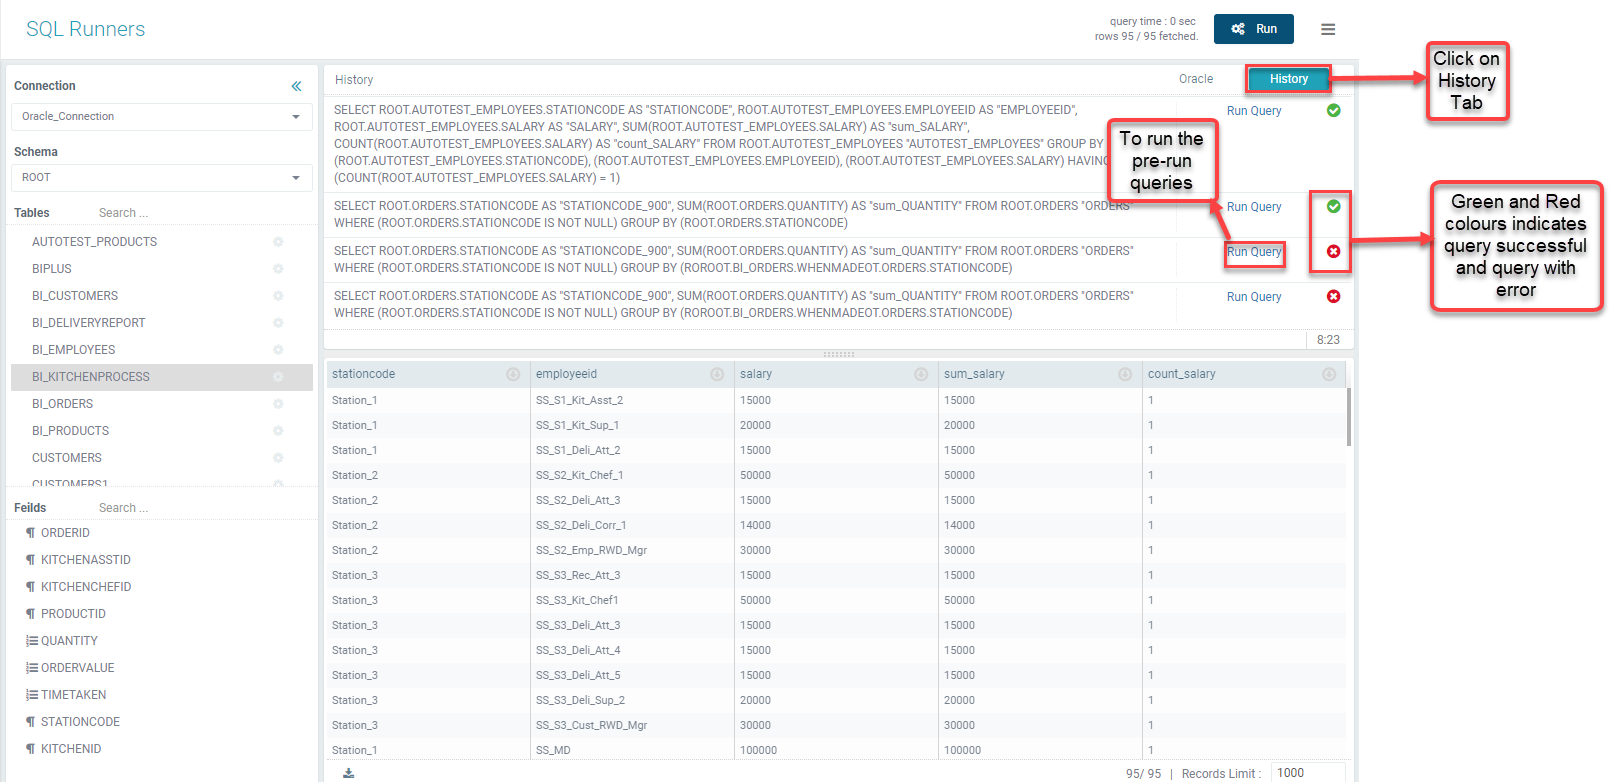 SQL Runners
query time : 0 sec
rows 95 / 95 fetched.
Run
Connection
Oracle_Connection
Schema
ROOT
Tables Search ...
AUTOTEST_PRODUCTS
BIPLUS
BI_CUSTOMERS
BI_DELIVERYREPORT
BI_EMPLOYEES
BI_KITCHENPROCESS
BI_ORDERS
BI_PRODUCTS
CUSTOMERS
CUSTOMERS1
Feilds Search ...
ORDERID
KITCHENASSTID
KITCHENCHEFID
PRODUCTID
QUANTITY
ORDERVALUE
TIMETAKEN
STATIONCODE
KITCHENID
History Oracle History
SELECT ROOT.AUTOTEST_EMPLOYEES.STATIONCODE AS "STATIONCODE", ROOT.AUTOTEST_EMPLOYEES.EMPLOYEEID AS "EMPLOYEEID",
ROOT.AUTOTEST_EMPLOYEES.SALARY AS "SALARY", SUM(ROOT.AUTOTEST_EMPLOYEES.SALARY) AS "sum_SALARY",
COUNT(ROOT.AUTOTEST_EMPLOYEES.SALARY) AS "count_SALARY" FROM ROOT.AUTOTEST_EMPLOYEES "AUTOTEST_EMPLOYEES" GROUP BY
(ROOT.AUTOTEST_EMPLOYEES.STATIONCODE), (ROOT.AUTOTEST_EMPLOYEES.EMPLOYEEID), (ROOT.AUTOTEST_EMPLOYEES.SALARY) HAVING
(COUNT(ROOT.AUTOTEST_EMPLOYEES.SALARY) = 1)
Run Query
SELECT ROOT.ORDERS.STATIONCODE AS "STATIONCODE_900", SUM(ROOT.ORDERS.QUANTITY) AS "sum_QUANTITY" FROM ROOT.ORDERS "ORDERS"
WHERE (ROOT.ORDERS.STATIONCODE IS NOT NULL) GROUP BY (ROOT.ORDERS.STATIONCODE)
Run Query
SELECT ROOT.ORDERS.STATIONCODE AS "STATIONCODE_900", SUM(ROOT.ORDERS.QUANTITY) AS "sum_QUANTITY" FROM ROOT.ORDERS "ORDERS"
WHERE (ROOT.ORDERS.STATIONCODE IS NOT NULL) GROUP BY (ROROOT.BI_ORDERS.WHENMADEOT.ORDERS.STATIONCODE)
Run Query
SELECT ROOT.ORDERS.STATIONCODE AS "STATIONCODE_900", SUM(ROOT.ORDERS.QUANTITY) AS "sum_QUANTITY" FROM ROOT.ORDERS "ORDERS"
WHERE (ROOT.ORDERS.STATIONCODE IS NOT NULL) GROUP BY (ROROOT.BI_ORDERS.WHENMADEOT.ORDERS.STATIONCODE)
Run Query
8:23
To run the
pre-run
queries
Click on
History
Tab
Green and Red
colours indicates
query successful
and query with
error
stationcode employeeid salary sum_salary count_salary
Station_1 SS_S1_Kit_Asst_2 15000 15000 1
Station_1 SS_S1_Kit_Sup_1 20000 20000 1
Station_1 SS_S1_Deli_Att_2 15000 15000 1
Station_2 SS_S2_Kit_Chef_1 50000 50000 1
Station_2 SS_S2_Deli_Att_3 15000 15000 1
Station_2 SS_S2_Deli_Corr_1 14000 14000 1
Station_2 SS_S2_Emp_RWD_Mgr 30000 30000 1
Station_3 SS_S3_Rec_Att_3 15000 15000 1
Station_3 SS_S3_Kit_Chef1 50000 50000 1
Station_3 SS_S3_Deli_Att_3 15000 15000 1
Station_3 SS_S3_Deli_Att_4 15000 15000 1
Station_3 SS_S3_Deli_Att_5 15000 15000 1
Station_3 SS_S3_Deli_Sup_2 20000 20000 1
Station_3 SS_S3_Cust_RWD_Mgr 30000 30000 1
Station_1 SS_MD 100000 100000 1
95/ 95 | Records Limit : 1000